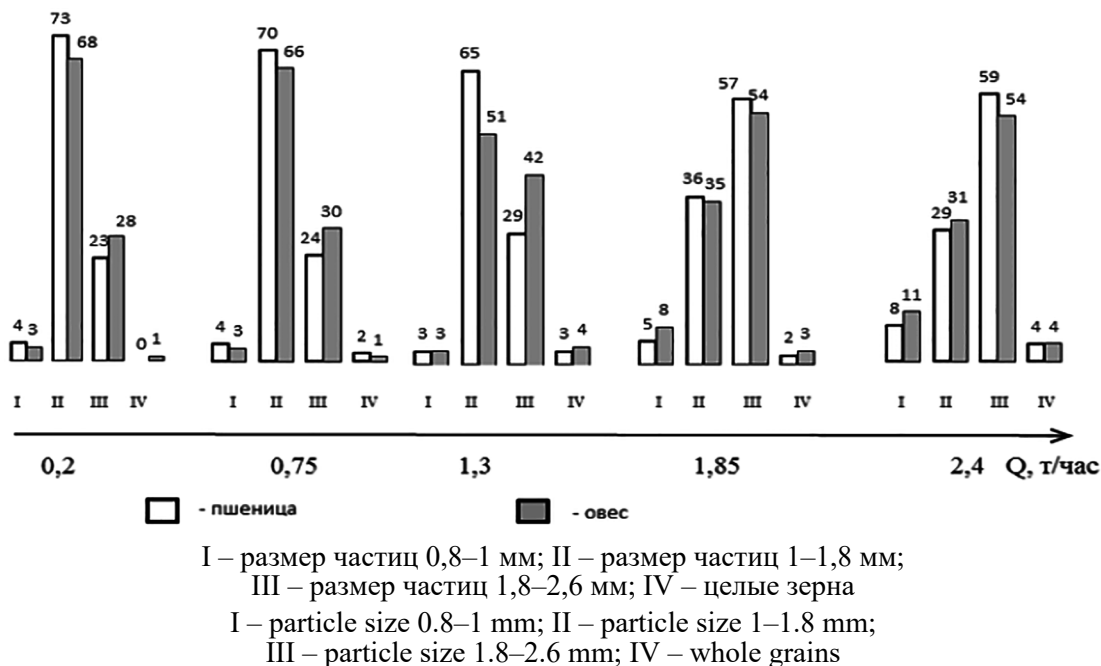 73 70 65 57 59
68 66 51 54 54
23 28 24 30 29 42 36 35 29 31
4 3 0 1 4 3 2 1 3 3 3 4 5 8 2 3 8 11 4 4
I II III IV I II III IV I II III IV I II III IV I II III IV
0,2 0,75 1,3 1,85 2,4 Q, т/час
- пшеница - овес
I – размер частиц 0,8–1 мм; II – размер частиц 1–1,8 мм;
III – размер частиц 1,8–2,6 мм; IV – целые зерна
I – particle size 0.8–1 mm; II – particle size 1–1.8 mm;
III – particle size 1.8–2.6 mm; IV – whole grains